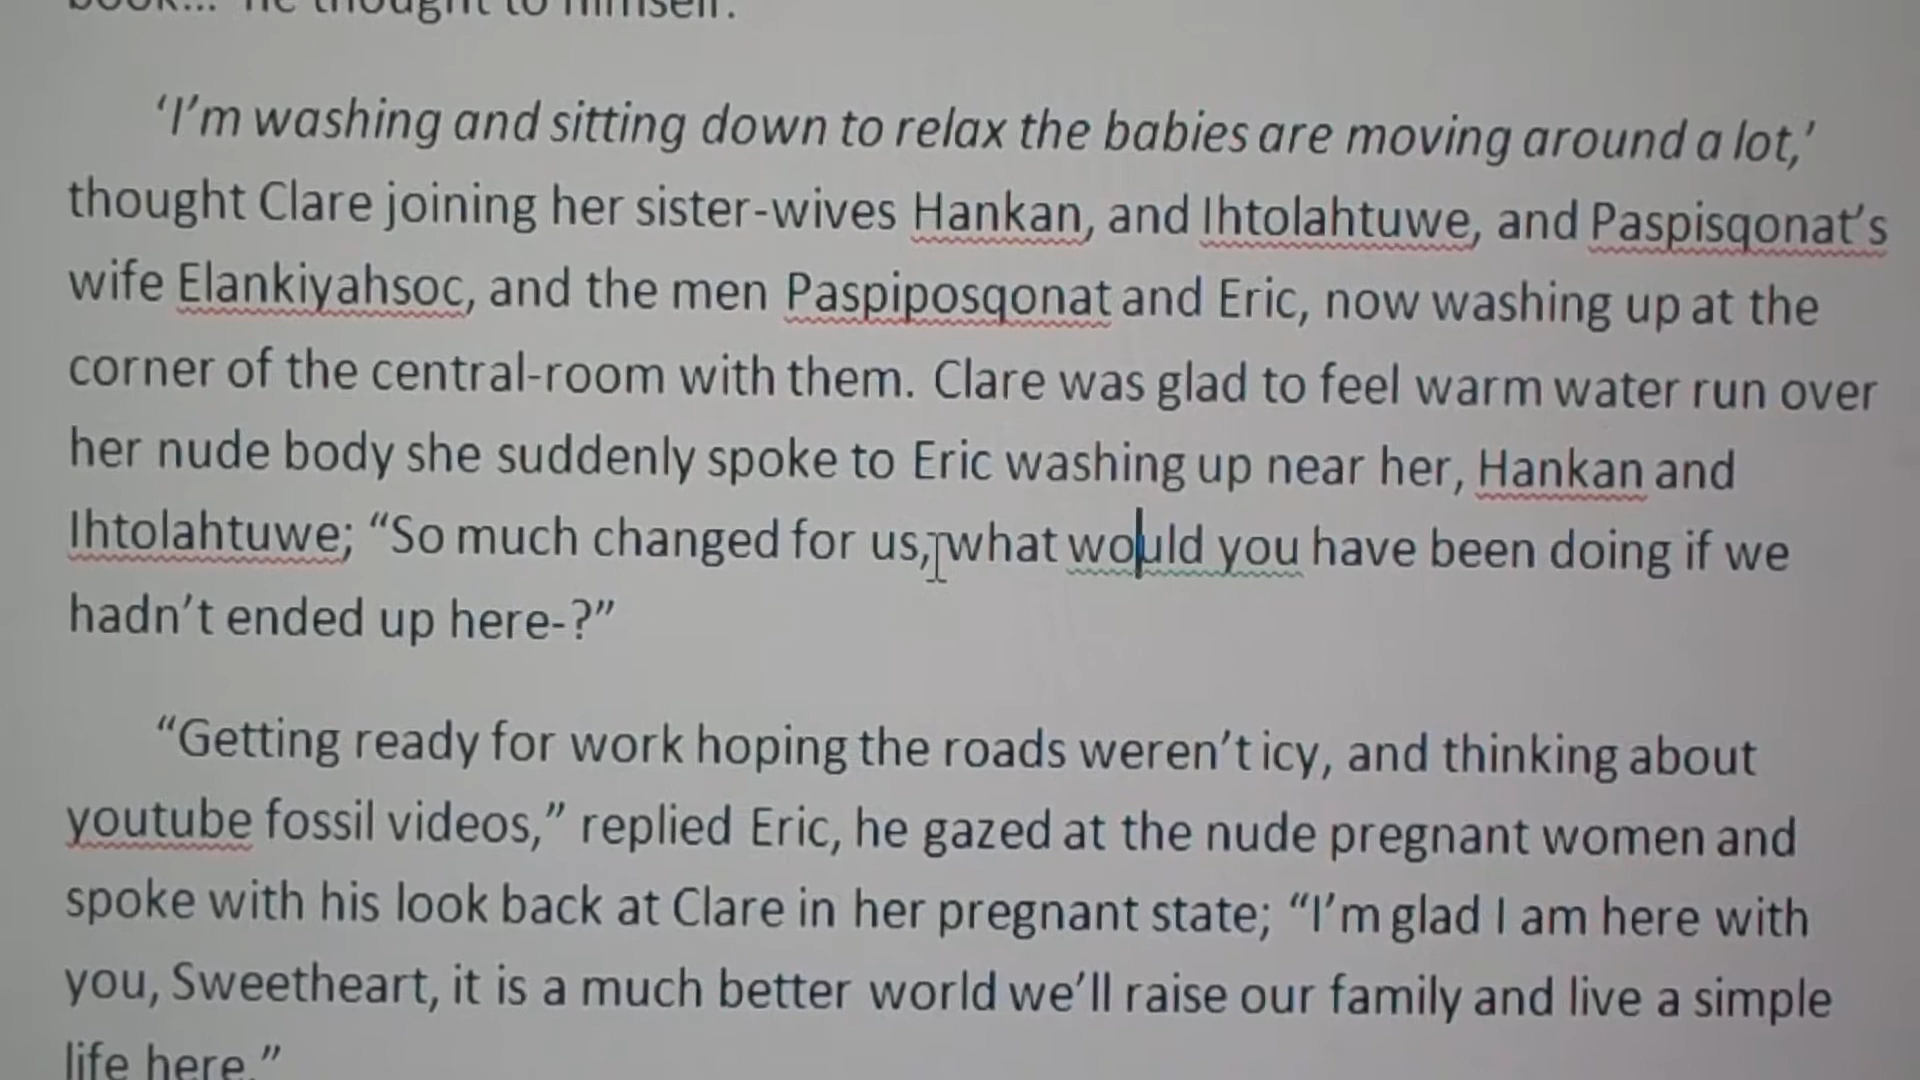 book... he thought to himself.
‘I’m washing and sitting down to relax the babies are moving around a lot,’
thought Clare joining her sister-wives Hankan, and Ihtolahtuwe, and Paspisqonat’s
wife Elankiyahsoc, and the men Paspiposqonat and Eric, now washing up at the
corner of the central-room with them. Clare was glad to feel warm water run over
her nude body she suddenly spoke to Eric washing up near her, Hankan and
Ihtolahtuwe; “So much changed for us, what would you have been doing if we
hadn’t ended up here-?”
“Getting ready for work hoping the roads weren’t icy, and thinking about
youtube fossil videos,” replied Eric, he gazed at the nude pregnant women and
spoke with his look back at Clare in her pregnant state; “I’m glad I am here with
you, Sweetheart, it is a much better world we’ll raise our family and live a simple
life here.”